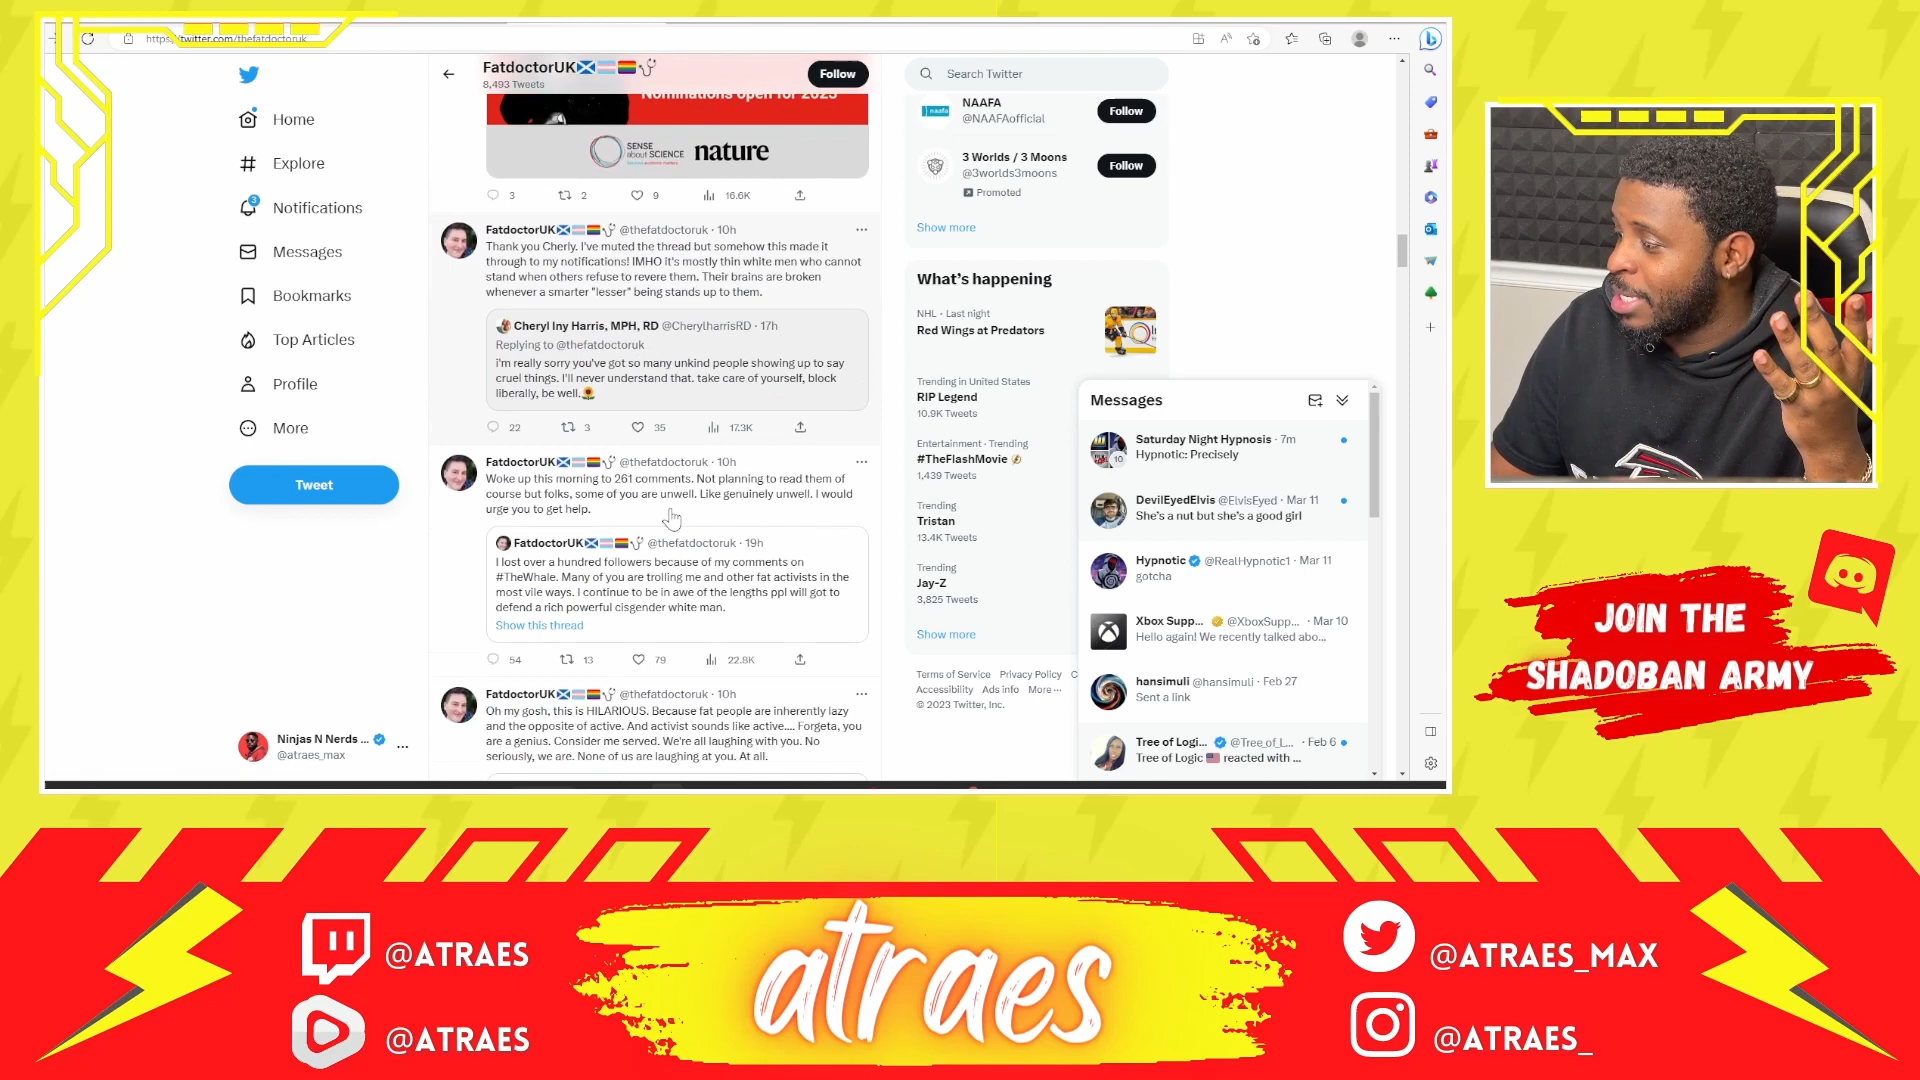 https://twitter.com/thefatdoctoruk
Home
Explore
3
Notifications
Messages
Bookmarks
Top Articles
Profile
More
Tweet
Ninjas N Nerds ...
@atraes_max
FatdoctorUK
8,493 Tweets
Follow
Nominations open for 2023
SENSE
about SCIENCE
nature
3 2 9 16.6K
FatdoctorUK @thefatdoctoruk · 10h
Thank you Cherly. I've muted the thread but somehow this made it
through to my notifications! IMHO it's mostly thin white men who cannot
stand when others refuse to revere them. Their brains are broken
whenever a smarter "lesser" being stands up to them.
Cheryl Iny Harris, MPH, RD @CherylharrisRD · 17h
Replying to @thefatdoctoruk
i'm really sorry you've got so many unkind people showing up to say
cruel things. I'll never understand that. take care of yourself, block
liberally, be well.
22 3 35 17.3K
FatdoctorUK @thefatdoctoruk · 10h
Woke up this morning to 261 comments. Not planning to read them of
course but folks, some of you are unwell. Like genuinely unwell. I would
urge you to get help.
FatdoctorUK @thefatdoctoruk · 19h
I lost over a hundred followers because of my comments on
#TheWhale. Many of you are trolling me and other fat activists in the
most vile ways. I continue to be in awe of the lengths ppl will got to
defend a rich powerful cisgender white man.
Show this thread
54 13 79 22.8K
FatdoctorUK @thefatdoctoruk · 10h
Oh my gosh, this is HILARIOUS. Because fat people are inherently lazy
and the opposite of active. And activist sounds like active.... Forgeta, you
are a genius. Consider me served. We're all laughing with you. No
seriously, we are. None of us are laughing at you. At all.
Search Twitter
naafa
NAAFA
@NAAFAofficial
Follow
3 Worlds / 3 Moons
@3worlds3moons
Promoted
Follow
Show more
What's happening
NHL · Last night
Red Wings at Predators
Trending in United States
RIP Legend
10.9K Tweets
Entertainment · Trending
#TheFlashMovie
1,439 Tweets
Trending
Tristan
13.4K Tweets
Trending
Jay-Z
3,825 Tweets
Show more
Terms of Service Privacy Policy C
Accessibility Ads info More ···
© 2023 Twitter, Inc.
Messages
10
Saturday Night Hypnosis · 7m
Hypnotic: Precisely
DevilEyedElvis @ElvisEyed · Mar 11
She's a nut but she's a good girl
Hypnotic @RealHypnotic1 · Mar 11
gotcha
Xbox Supp... @XboxSupp... · Mar 10
Hello again! We recently talked abo...
hansimuli @hansimuli · Feb 27
Sent a link
Tree of Logi... @Tree_of_L... · Feb 6
Tree of Logic reacted with ...
JOIN THE
SHADOBAN ARMY
@ATRAES
@ATRAES
atraes
@ATRAES_MAX
@ATRAES_